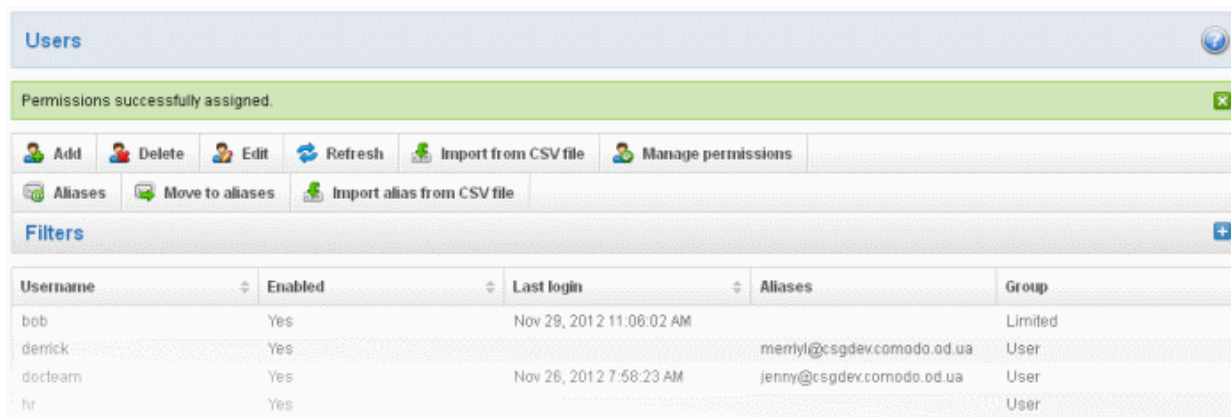 Users
Permissions successfully assigned.
Add Delete Edit Refresh Import from CSV file Manage permissions
Aliases Move to aliases Import alias from CSV file
Filters
Username Enabled Last login Aliases Group
bob Yes Nov 29, 2012 11:06:02 AM Limited
derrick Yes merriyl@csgdev.comodo.od.ua User
docteam Yes Nov 26, 2012 7:58:23 AM jenny@csgdev.comodo.od.ua User
hr Yes User